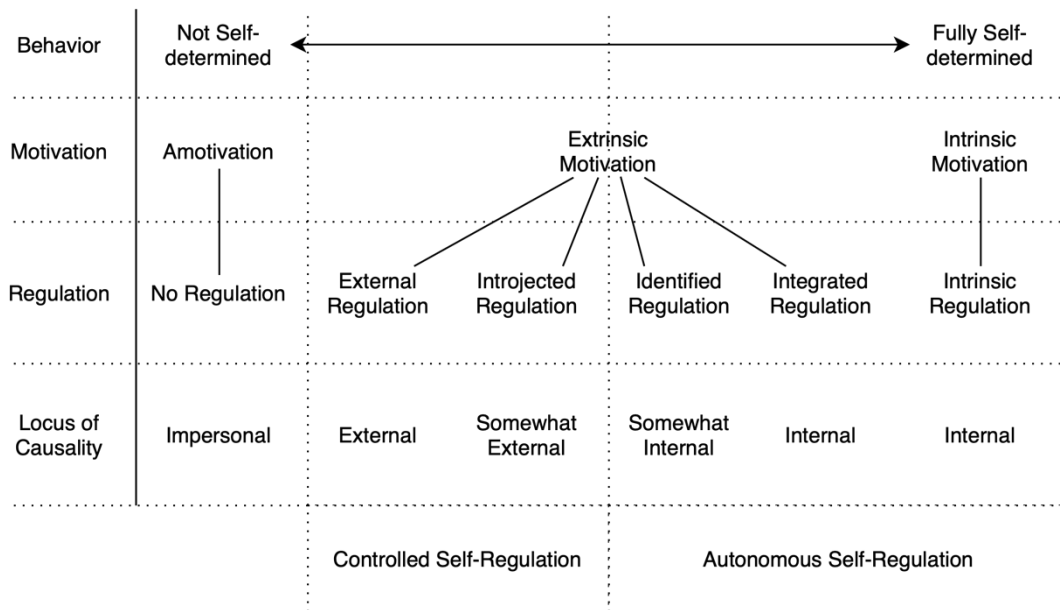 Behavior
Not Self-
determined
Fully Self-
determined
Motivation
Amotivation
Extrinsic
Motivation
Intrinsic
Motivation
Regulation
No Regulation
External
Regulation
Introjected
Regulation
Identified
Regulation
Integrated
Regulation
Intrinsic
Regulation
Locus of
Causality
Impersonal
External
Somewhat
External
Somewhat
Internal
Internal
Internal
Controlled Self-Regulation
Autonomous Self-Regulation